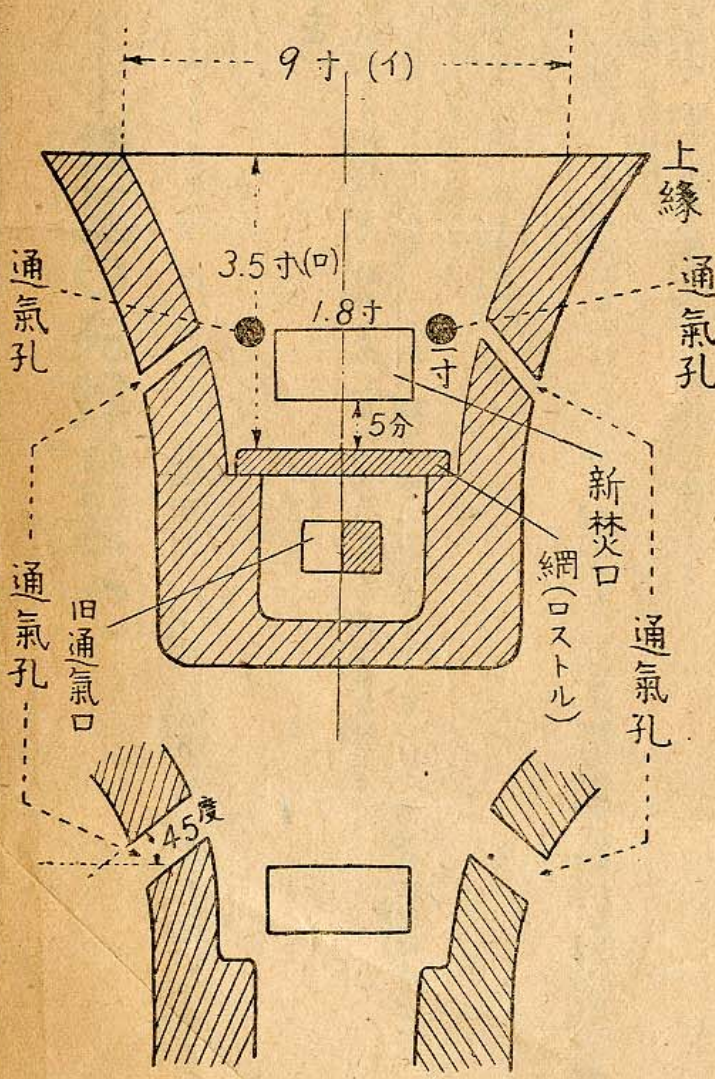 9寸(イ)
上緣
通氣孔
3.5寸(ロ)
1.8寸
通氣孔
一寸
5分
新焚口
網(ロストル)
通氣孔
旧通氣口
通氣孔
45度